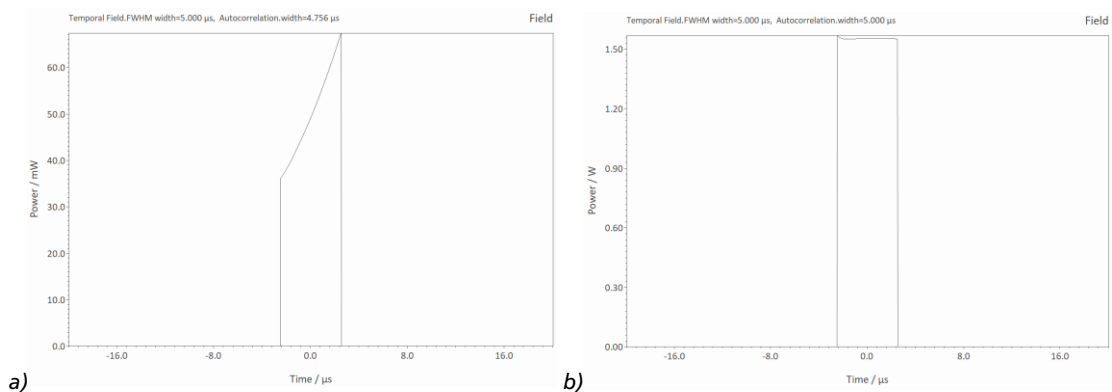 Temporal Field.FWHM width=5.000 µs, Autocorrelation.width=4.756 µs
Field
60.0
50.0
40.0
30.0
20.0
10.0
0.0
Power / mW
-16.0 -8.0 0.0 8.0 16.0
Time / µs
a)
Temporal Field.FWHM width=5.000 µs, Autocorrelation.width=5.000 µs
Field
1.50
1.20
0.90
0.60
0.30
0.00
Power / W
-16.0 -8.0 0.0 8.0 16.0
Time / µs
b)